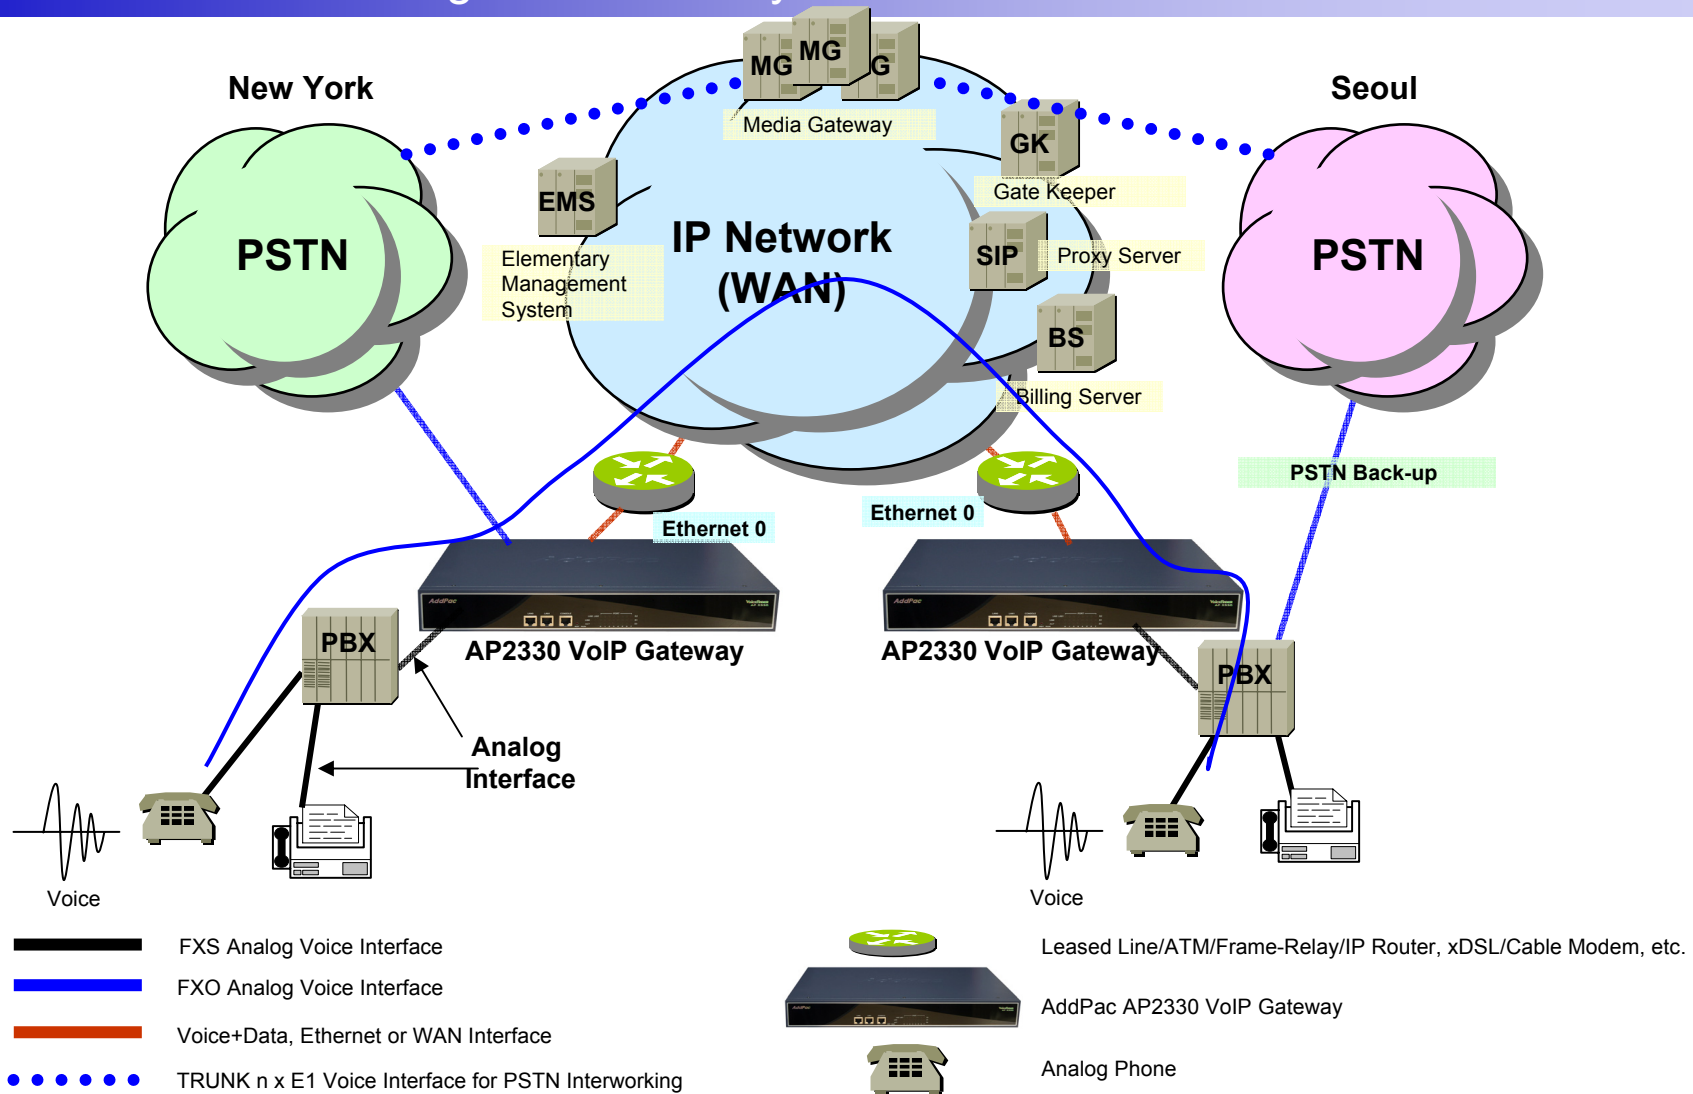 MG
MG
G
New York
Seoul
Media Gateway
GK
Gate Keeper
EMS
PSTN
IP Network
(WAN)
SIP
Proxy Server
PSTN
Elementary
Management
System
BS
Billing Server
PSTN Back-up
Ethernet 0
Ethernet 0
AddPac
AddPac
PBX
AP2330 VoIP Gateway
AP2330 VoIP Gateway
PBX
Analog
Interface
Voice
Voice
FXS Analog Voice Interface
FXO Analog Voice Interface
Voice+Data, Ethernet or WAN Interface
TRUNK n x E1 Voice Interface for PSTN Interworking
Leased Line/ATM/Frame-Relay/IP Router, xDSL/Cable Modem, etc.
AddPac AP2330 VoIP Gateway
Analog Phone